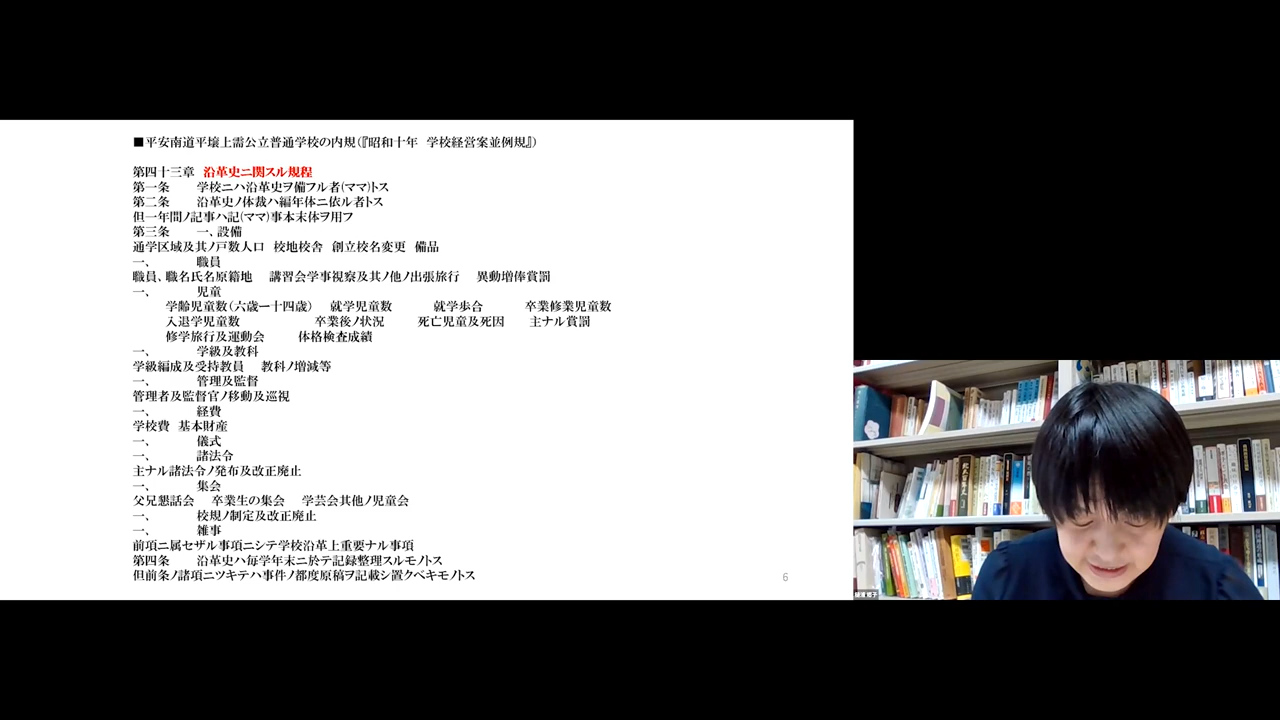 ■平安南道平壌上需公立普通学校の内規(『昭和十年　学校経営案並例規』)
第四十三章　沿革史ニ関スル規程
第一条　　学校ニハ沿革史ヲ備フル者(ママ)トス
第二条　　沿革史ノ体裁ハ編年体ニ依ル者トス
但一年間ノ記事ハ記(ママ)事本末体ヲ用フ
第三条　　一、設備
通学区域及其ノ戸数人口　校地校舎　創立校名変更　備品
一、　　　職員
職員、職名氏名原籍地　講習会学事視察及其ノ他ノ出張旅行　異動増俸賞罰
一、　　　児童
学齢児童数(六歳ー十四歳)　就学児童数　　就学歩合　　卒業修業児童数
入退学児童数　　卒業後ノ状況　　死亡児童及死因　　主ナル賞罰
修学旅行及運動会　　体格検査成績
一、　　　学級及教科
学級編成及受持教員　教科ノ増減等
一、　　　管理及監督
管理者及監督官ノ移動及巡視
一、　　　経費
学校費　基本財産
一、　　　儀式
一、　　　諸法令
主ナル諸法令ノ発布及改正廃止
一、　　　集会
父兄懇話会　卒業生の集会　学芸会其他ノ児童会
一、　　　校規ノ制定及改正廃止
一、　　　雑事
前項ニ属セザル事項ニシテ学校沿革上重要ナル事項
第四条　　沿革史ハ毎学年末ニ於テ記録整理スルモノトス
但前条ノ諸項ニツキテハ事件ノ都度原稿ヲ記載シ置クベキモノトス
6